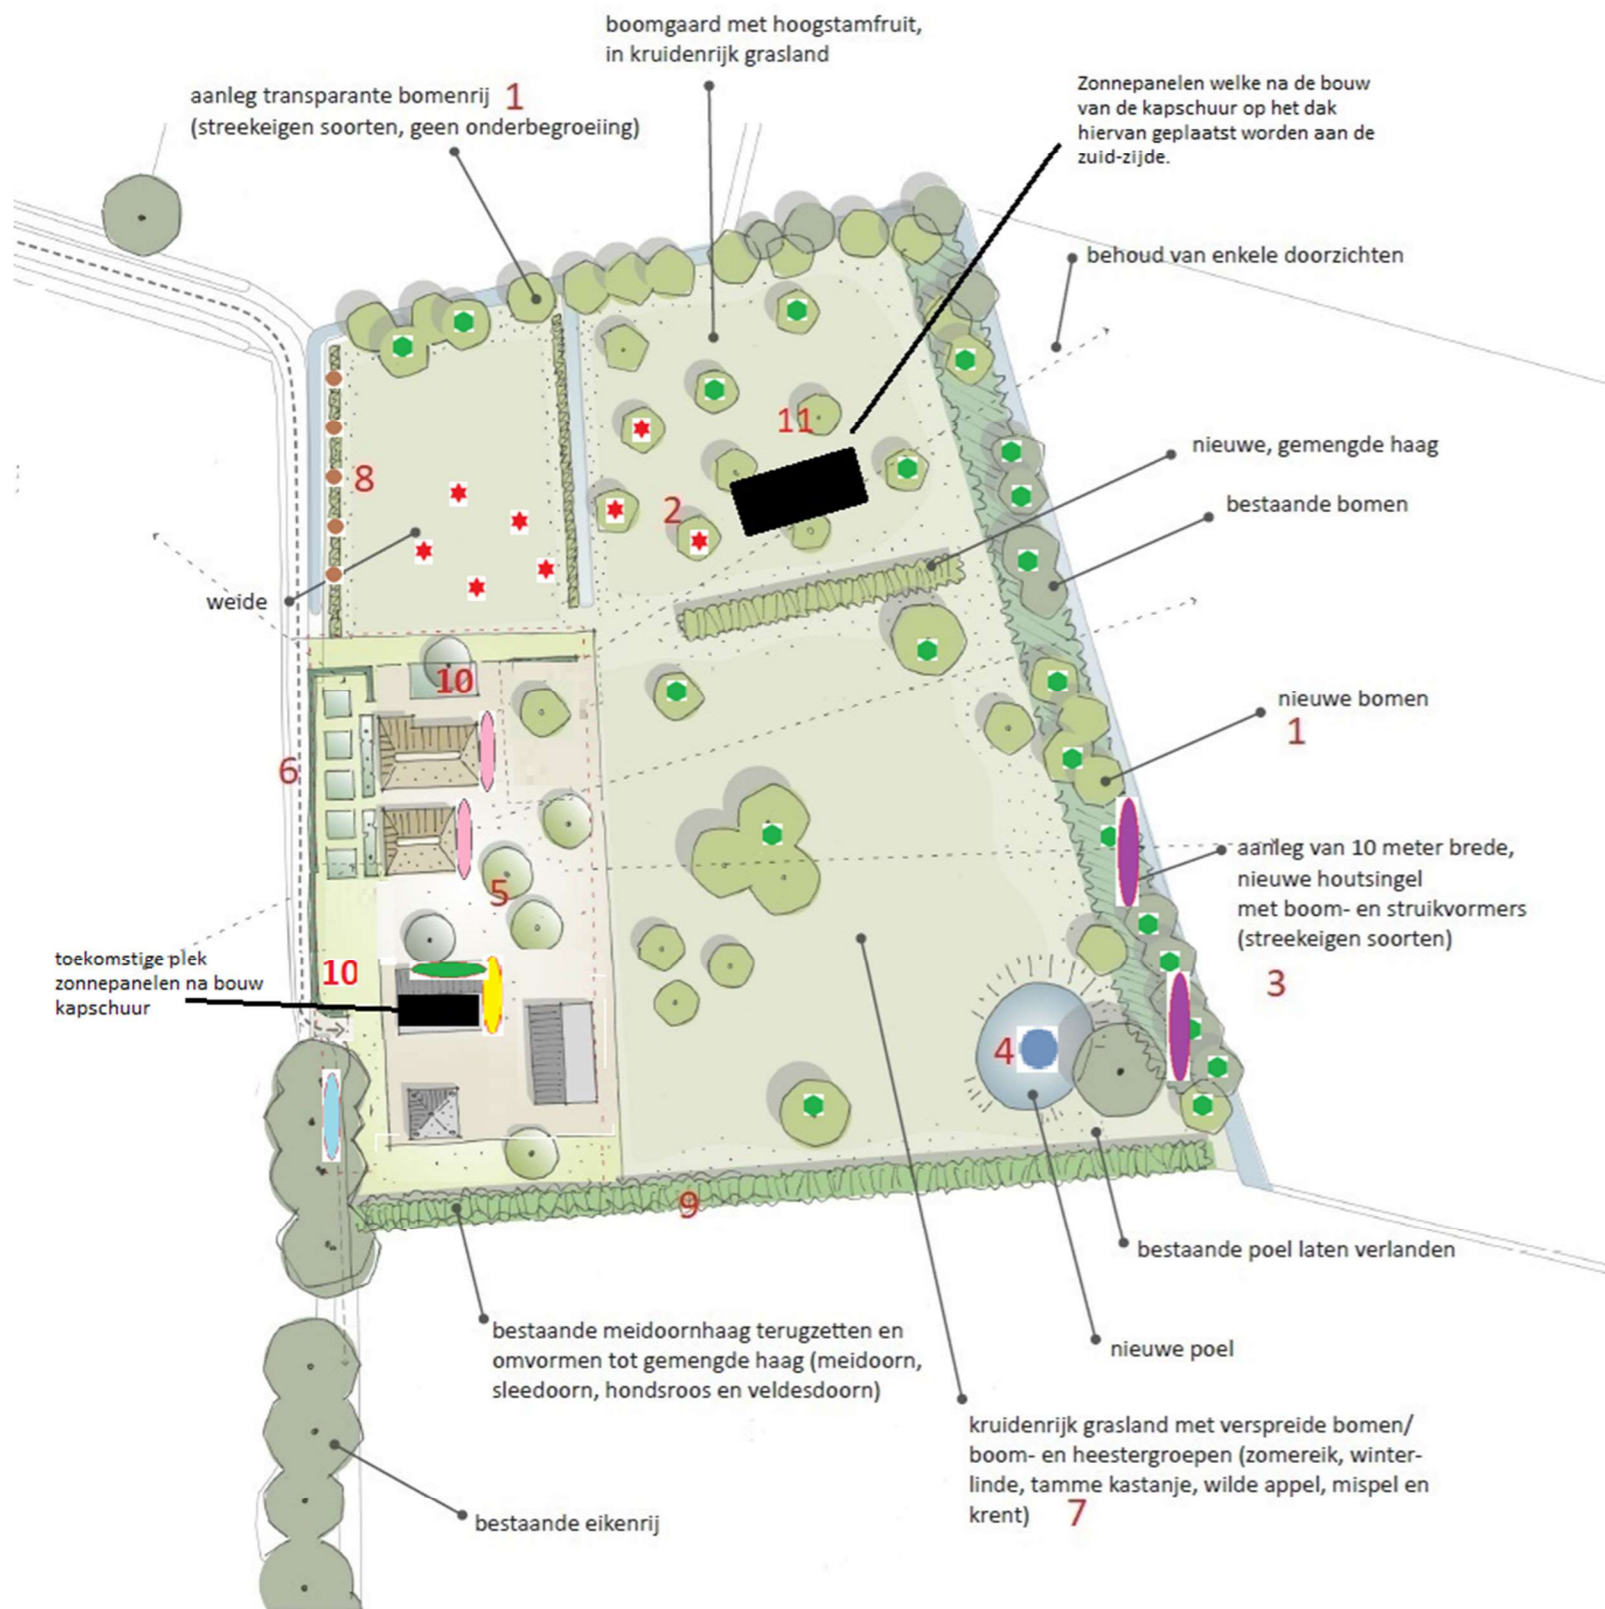 boomgaard met hoogstamfruit,
in kruidenrijk grasland
aanleg transparante bomenrij 1
(streekeigen soorten, geen onderbegroeiing)
Zonnepanelen welke na de bouw
van de kapschuur op het dak
hiervan geplaatst worden aan de
zuid-zijde.
behoud van enkele doorzichten
11
nieuwe, gemengde haag
8
2
bestaande bomen
weide
10
nieuwe bomen
1
6
aanleg van 10 meter brede,
nieuwe houtsingel
met boom- en struikvormers
(streekeigen soorten)
3
5
toekomstige plek
zonnepanelen na bouw
kapschuur
10
4
9
bestaande poel laten verlanden
nieuwe poel
bestaande meidoornhaag terugzetten en
omvormen tot gemengde haag (meidoorn,
sleedoorn, hondsroos en veldesdoorn)
kruidenrijk grasland met verspreide bomen/
boom- en heestergroepen (zomereik, winter-
linde, tamme kastanje, wilde appel, mispel en
krent) 7
bestaande eikenrij